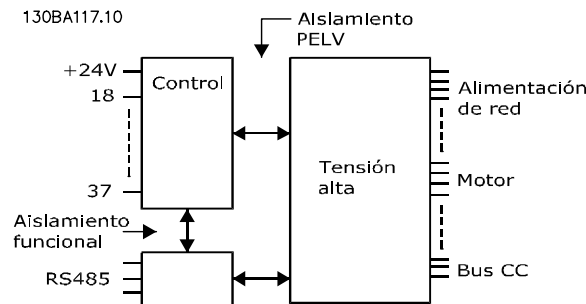 130BA117.10
Aislamiento
PELV
+24V
18
37
Control
Tensión
alta
Alimentación
de red
Motor
Bus CC
Aislamiento
funcional
RS485